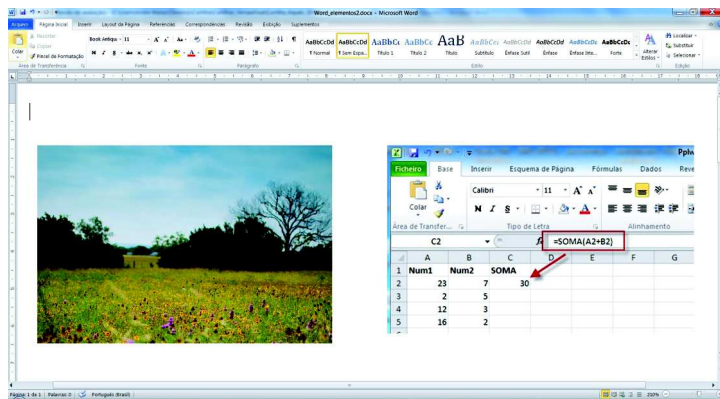 Word_elementos2.docx - Microsoft Word
Arquivo Página Inicial Inserir Layout da Página Referências Correspondências Revisão Exibição Suplementos
Colar
Recortar
Copiar
Pincel de Formatação
Área de Transferência
Book Antiqua 11
Fonte
Parágrafo
AaBbCcDd AaBbCcDd AaBbCc AaBbCc AaB AaBbCc AaBbCcDd AaBbCcDd AaBbCcDc AaBbCcDc
¶ Normal ¶ Sem Espa... Título 1 Título 2 Título Subtítulo Ênfase Sutil Ênfase Ênfase Inte... Forte
Estilo
Alterar Estilos
Localizar
Substituir
Selecionar
Edição
Ficheiro Base Inserir Esquema de Página Fórmulas Dados
Colar
Calibri 11
N I S
Área de Transfer... Tipo de Letra Alinhamento
C2 fx =SOMA(A2+B2)
A B C D E F G
1 Num1 Num2 SOMA
2 23 7 30
3 2 5
4 12 3
5 16 2
Página: 1 de 1 Palavras: 0 Português (Brasil) 200%